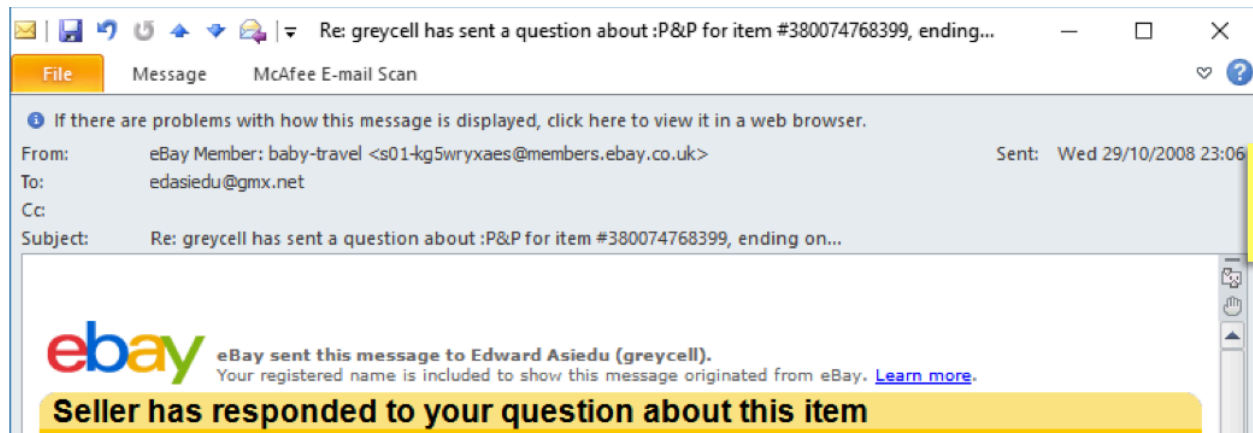 Re: greycell has sent a question about :P&P for item #380074768399, ending...
File Message McAfee E-mail Scan
If there are problems with how this message is displayed, click here to view it in a web browser.
From: eBay Member: baby-travel <s01-kg5wryxaes@members.ebay.co.uk> Sent: Wed 29/10/2008 23:06
To: edasiedu@gmx.net
Cc:
Subject: Re: greycell has sent a question about :P&P for item #380074768399, ending on...
ebay
eBay sent this message to Edward Asiedu (greycell).
Your registered name is included to show this message originated from eBay. Learn more.
Seller has responded to your question about this item